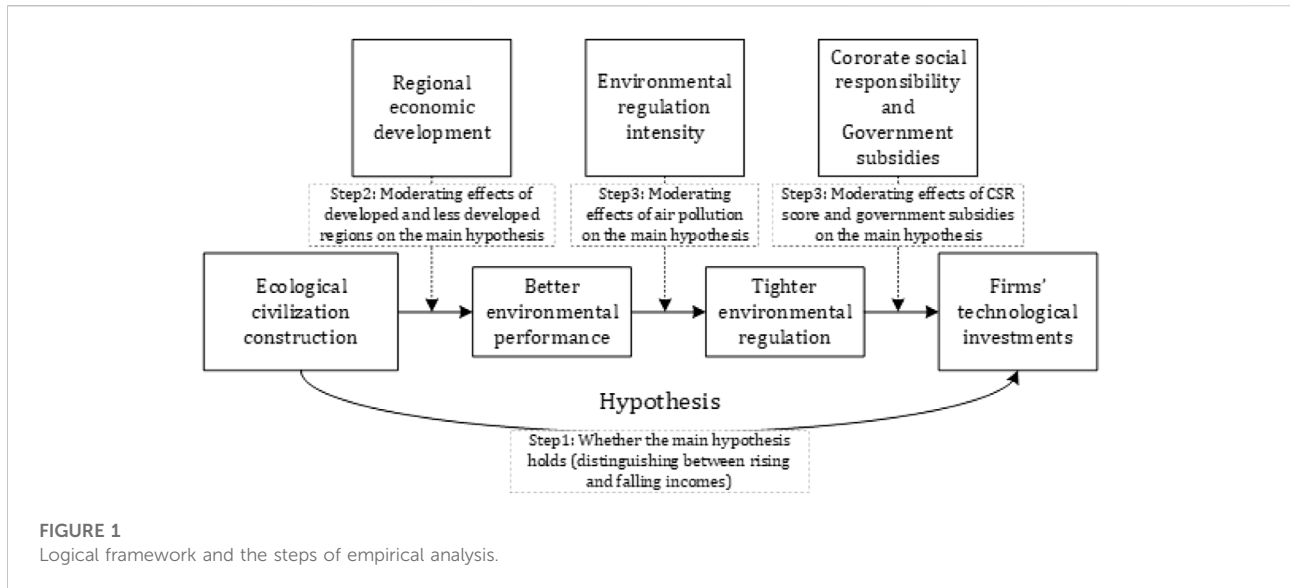 Regional
economic
development
Environmental
regulation
intensity
Cororate social
responsibility
and
Government
subsidies
Step2: Moderating effects of
developed and less developed
regions on the main hypothesis
Step3: Moderating
effects of air pollution
on the main hypothesis
Step3: Moderating effects of CSR
score and government subsidies
on the main hypothesis
Ecological
civilization
construction
Better
environmental
performance
Tighter
environmental
regulation
Firms'
technological
investments
Hypothesis
Step1: Whether the main hypothesis
holds (distinguishing between rising
and falling incomes)
FIGURE 1
Logical framework and the steps of empirical analysis.